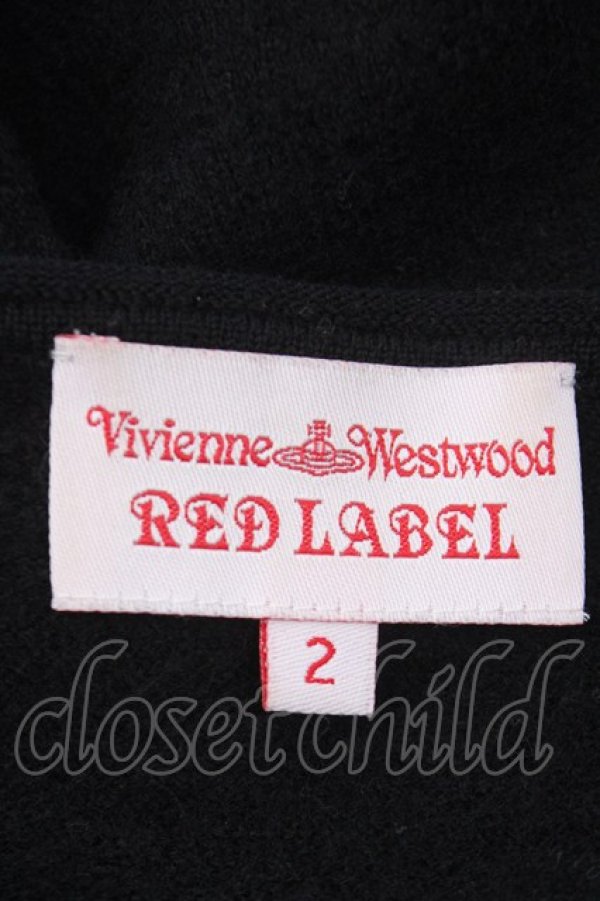 Vivienne Westwood
RED LABEL
2
closet child